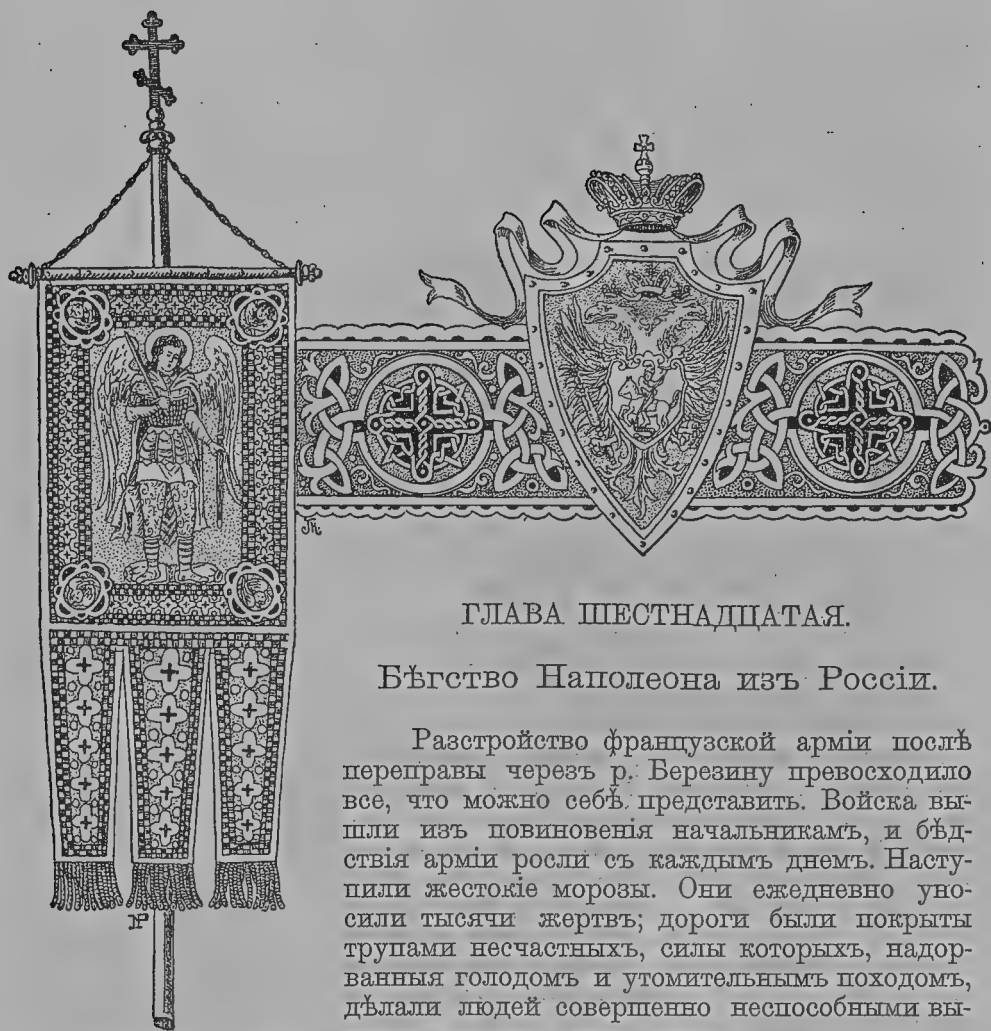 ГЛАВА ШЕСТНАДЦАТАЯ.
Бѣгство Наполеона изъ Россіи.
Разстройство французской арміи послѣ
переправы черезъ р. Березину превосходило
все, что можно себѣ представить. Войска вы-
шли изъ повиновенія начальникамъ, и бѣд-
ствія арміи росли съ каждымъ днемъ. Насту-
пили жестокіе морозы. Они ежедневно уно-
сили тысячи жертвъ; дороги были покрыты
трупами несчастныхъ, силы которыхъ, надор-
ванныя голодомъ и утомительнымъ походомъ,
дѣлали людей совершенно неспособными вы-